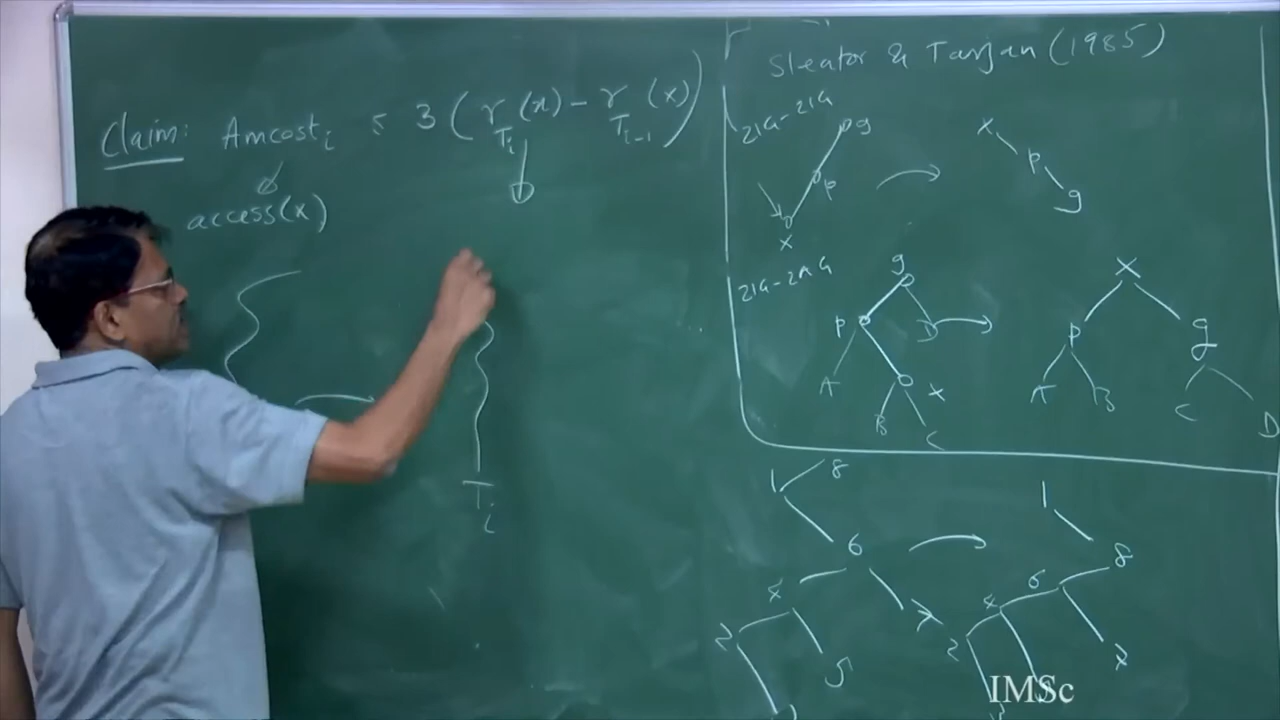 Claim: Amcost_i ≤ 3 ( r_{T_i}(x) - r_{T_{i-1}}(x) )
access(x)
T_i
Sleator & Tarjan (1985)
ZIG-ZIG
g
p
x
x
p
g
ZIG-ZAG
g
p
D
A
x
B
C
x
p
g
A
B
C
D
1
8
6
2
5
1
8
6
2
7
IMSc